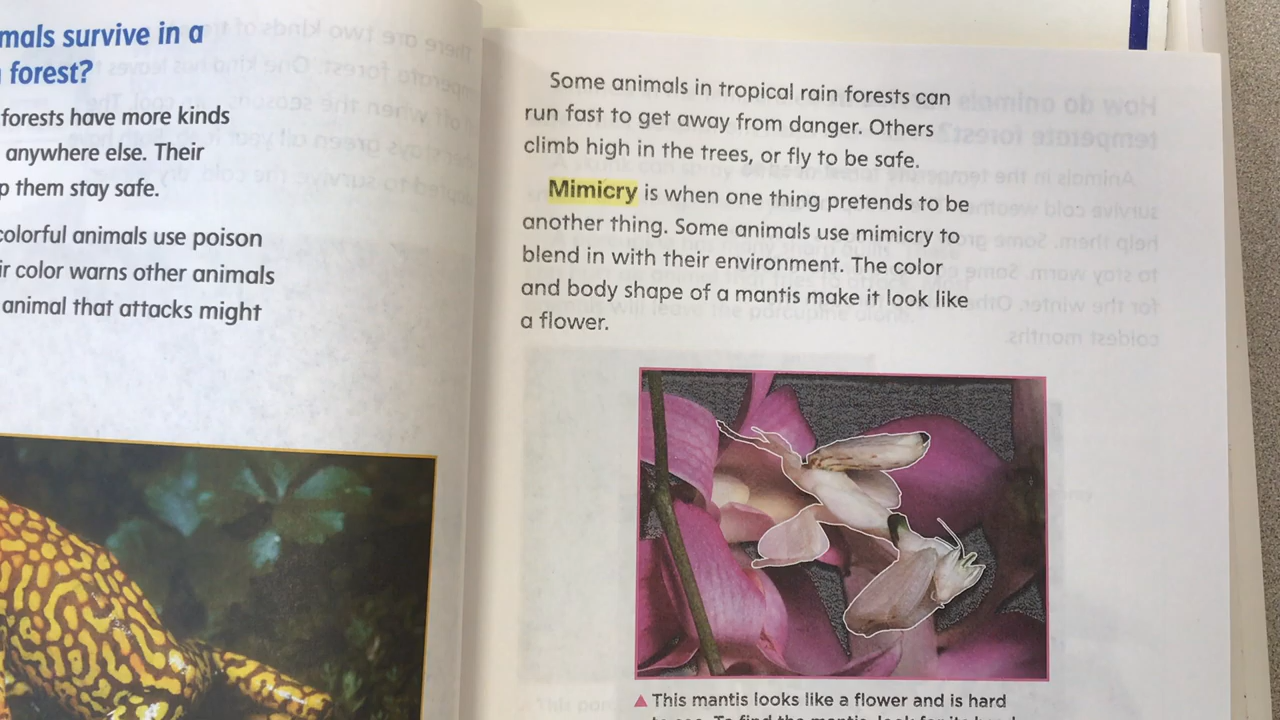 mals survive in a
forest?
forests have more kinds
anywhere else. Their
p them stay safe.
colorful animals use poison
ir color warns other animals
animal that attacks might
Some animals in tropical rain forests can
run fast to get away from danger. Others
climb high in the trees, or fly to be safe.
Mimicry is when one thing pretends to be
another thing. Some animals use mimicry to
blend in with their environment. The color
and body shape of a mantis make it look like
a flower.
▲ This mantis looks like a flower and is hard